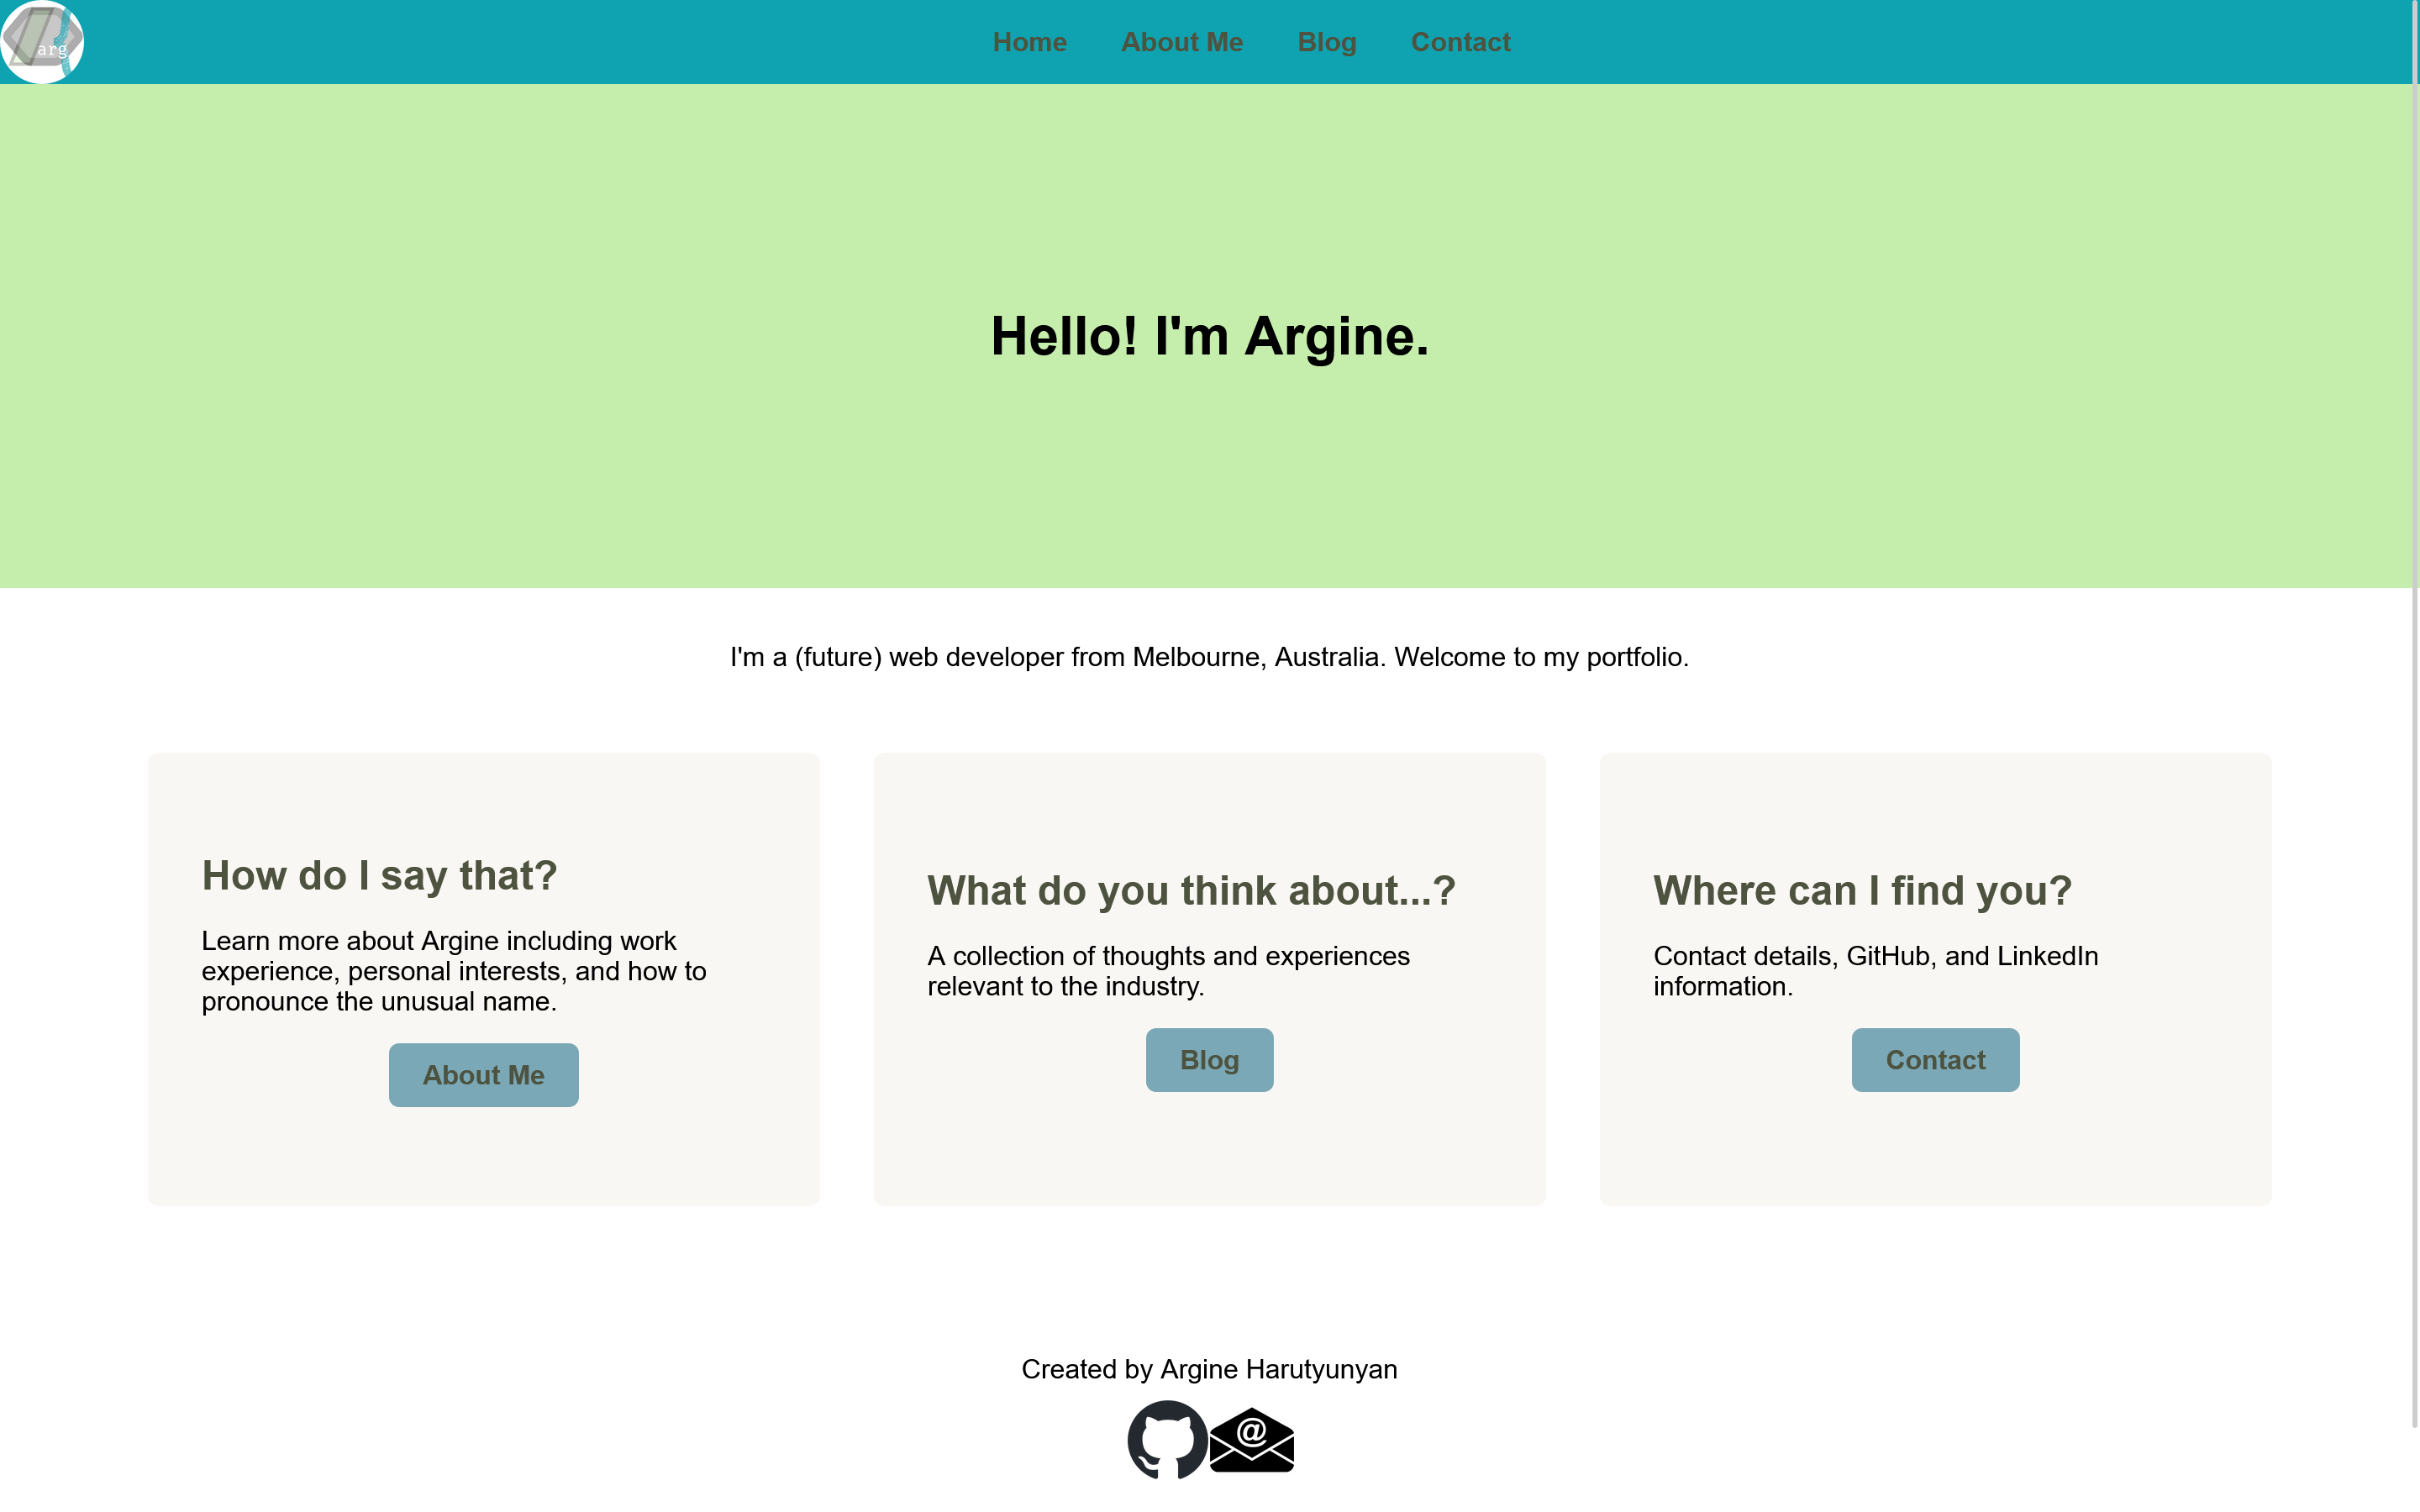 arg
Home About Me Blog Contact
Hello! I'm Argine.
I'm a (future) web developer from Melbourne, Australia. Welcome to my portfolio.
How do I say that?
Learn more about Argine including work
experience, personal interests, and how to
pronounce the unusual name.
About Me
What do you think about...?
A collection of thoughts and experiences
relevant to the industry.
Blog
Where can I find you?
Contact details, GitHub, and LinkedIn
information.
Contact
Created by Argine Harutyunyan
@